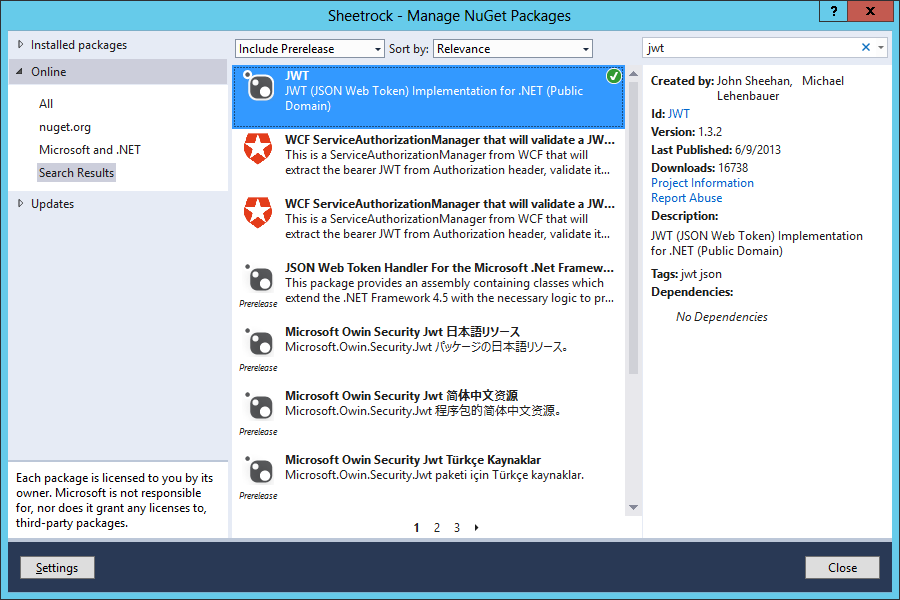 Sheetrock - Manage NuGet Packages
?
x
Installed packages
Online
All
nuget.org
Microsoft and .NET
Search Results
Updates
Each package is licensed to you by its
owner. Microsoft is not responsible
for, nor does it grant any licenses to,
third-party packages.
Include Prerelease
Sort by:
Relevance
JWT
JWT (JSON Web Token) Implementation for .NET (Public
Domain)
WCF ServiceAuthorizationManager that will validate a JW...
This is a ServiceAuthorizationManager from WCF that will
extract the bearer JWT from Authorization header, validate it...
WCF ServiceAuthorizationManager that will validate a JW...
This is a ServiceAuthorizationManager from WCF that will
extract the bearer JWT from Authorization header, validate it...
JSON Web Token Handler For the Microsoft .Net Framew...
This package provides an assembly containing classes which
extend the .NET Framework 4.5 with the necessary logic to pr...
Prerelease
Microsoft Owin Security Jwt 日本語リソース
Microsoft.Owin.Security.Jwt パッケージの日本語リソース。
Prerelease
Microsoft Owin Security Jwt 简体中文资源
Microsoft.Owin.Security.Jwt 程序包的简体中文资源。
Prerelease
Microsoft Owin Security Jwt Türkçe Kaynaklar
Microsoft.Owin.Security.Jwt paketi için Türkçe kaynaklar.
Prerelease
1 2 3
jwt
Created by: John Sheehan, Michael
Lehenbauer
Id: JWT
Version: 1.3.2
Last Published: 6/9/2013
Downloads: 16738
Project Information
Report Abuse
Description:
JWT (JSON Web Token) Implementation
for .NET (Public Domain)
Tags: jwt json
Dependencies:
No Dependencies
Settings
Close